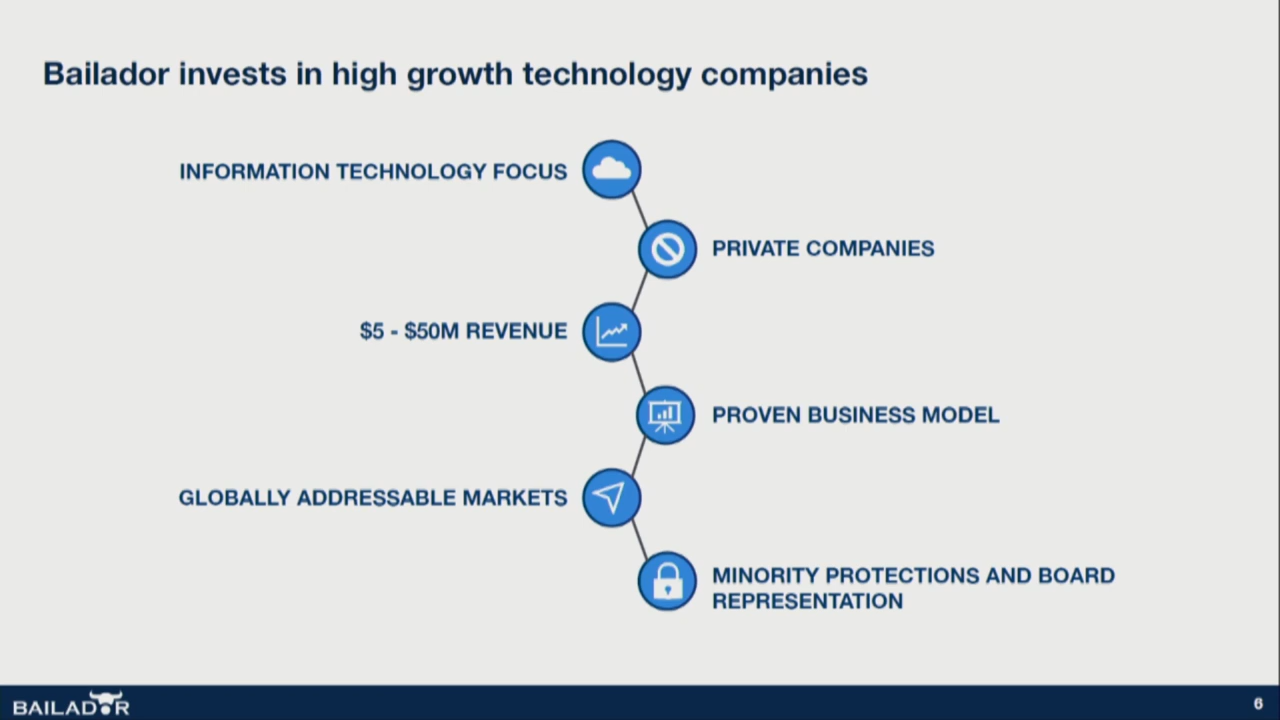 Bailador invests in high growth technology companies
INFORMATION TECHNOLOGY FOCUS
PRIVATE COMPANIES
$5 - $50M REVENUE
PROVEN BUSINESS MODEL
GLOBALLY ADDRESSABLE MARKETS
MINORITY PROTECTIONS AND BOARD
REPRESENTATION
BAILADOR
6